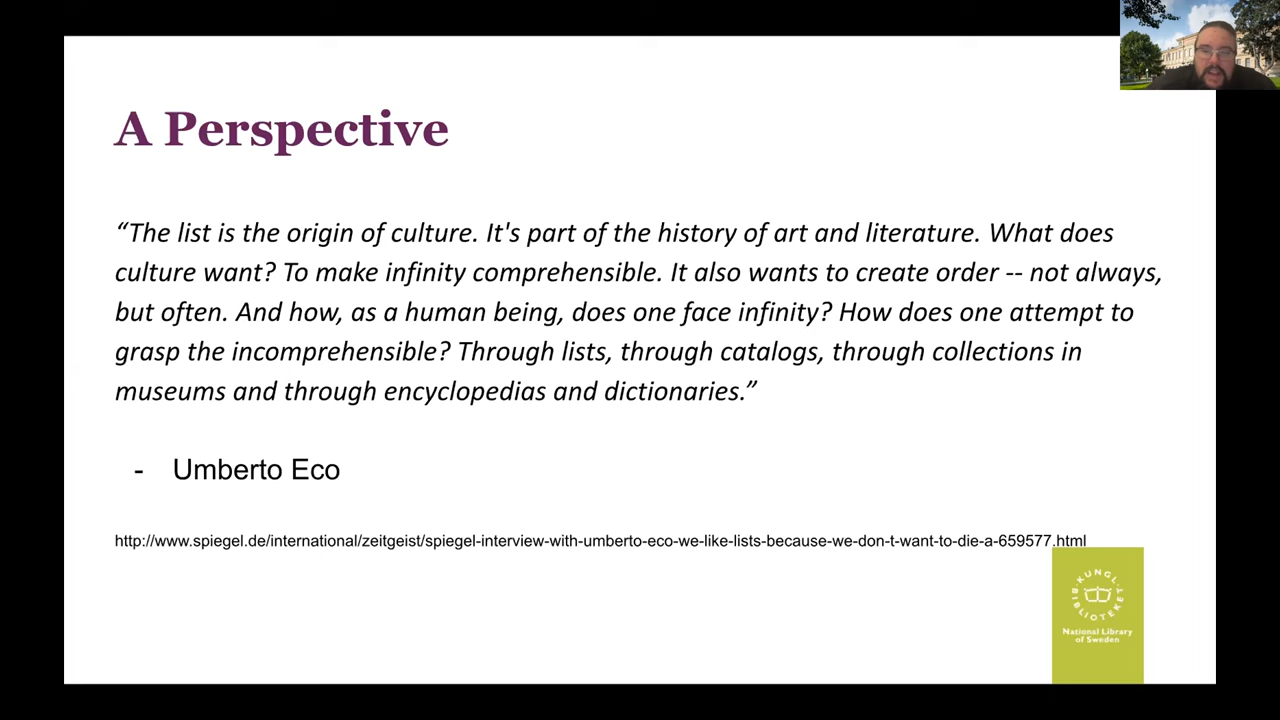 A Perspective
“The list is the origin of culture. It's part of the history of art and literature. What does
culture want? To make infinity comprehensible. It also wants to create order -- not always,
but often. And how, as a human being, does one face infinity? How does one attempt to
grasp the incomprehensible? Through lists, through catalogs, through collections in
museums and through encyclopedias and dictionaries.”
- Umberto Eco
http://www.spiegel.de/international/zeitgeist/spiegel-interview-with-umberto-eco-we-like-lists-because-we-don-t-want-to-die-a-659577.html
KUNGL
BIBLIOTEKET
National Library
of Sweden